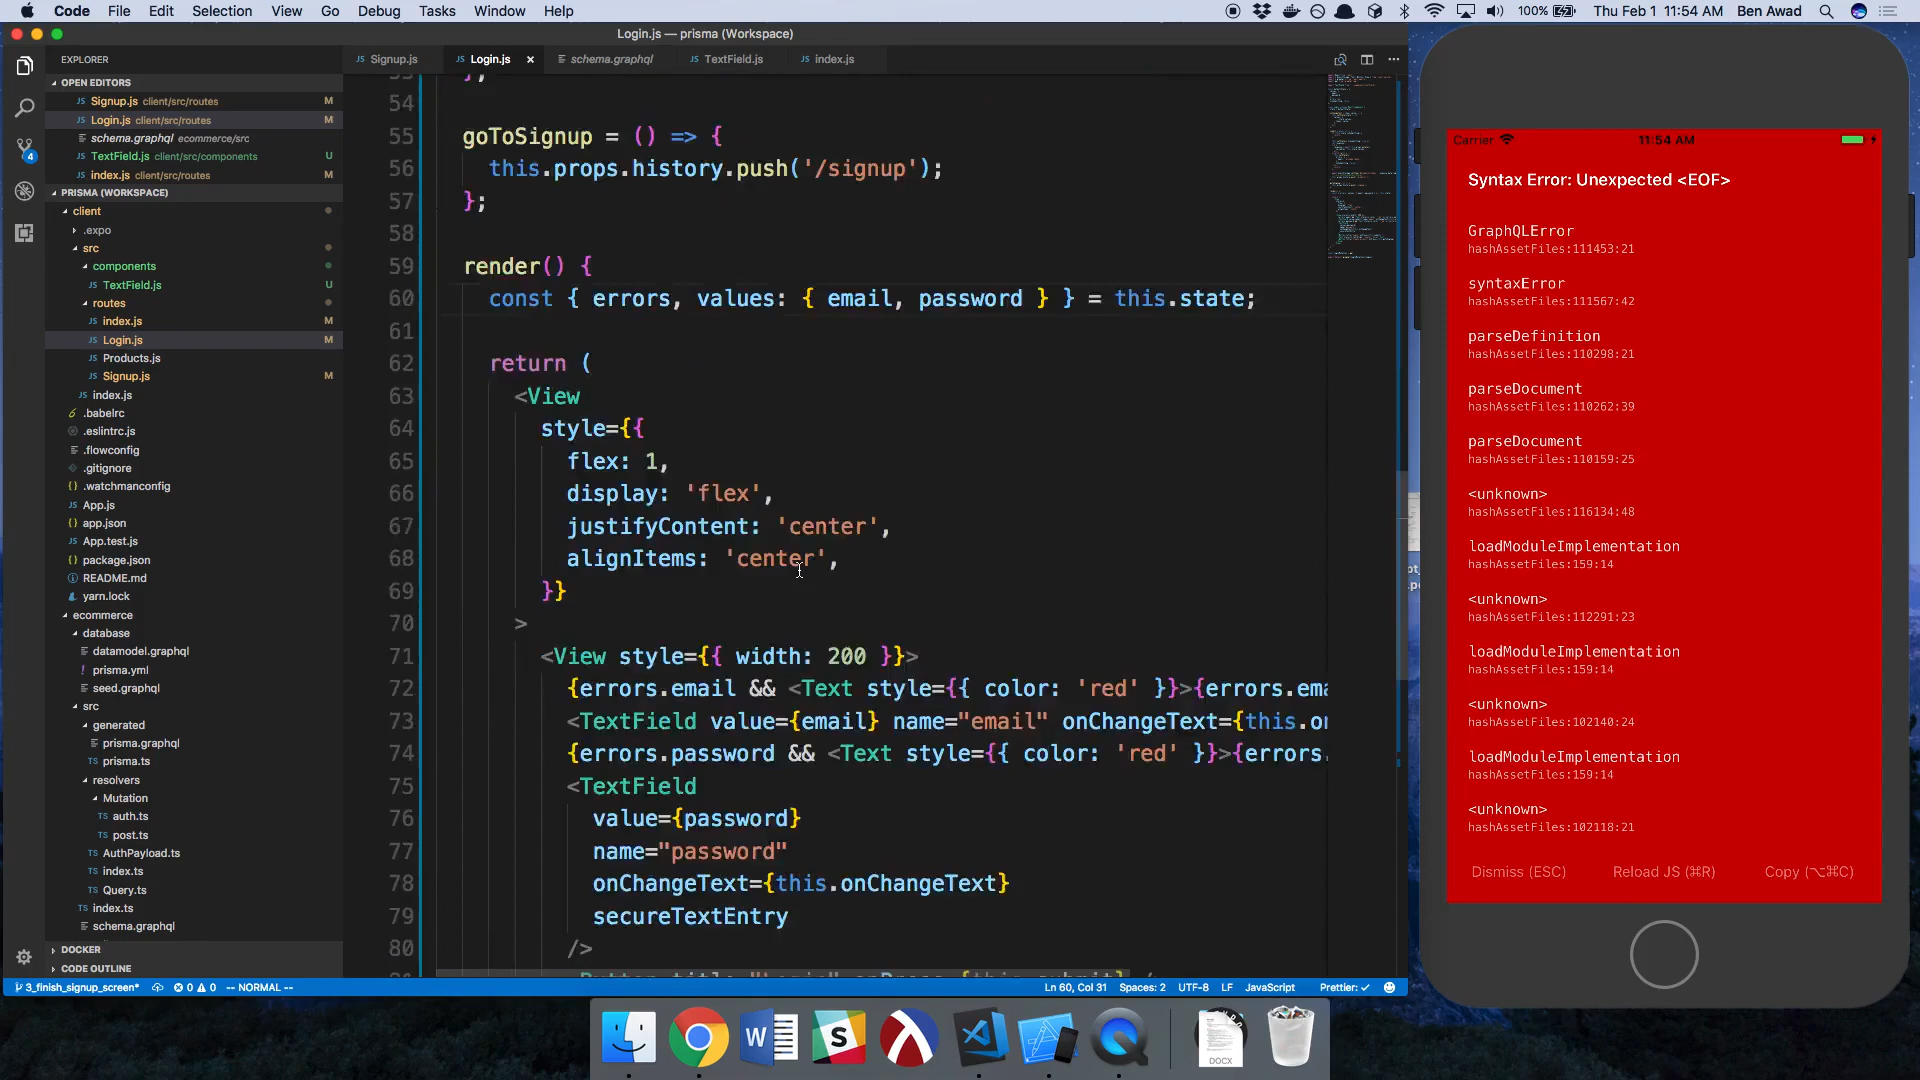 Code File Edit Selection View Go Debug Tasks Window Help
100% Thu Feb 1 11:54 AM Ben Awad
Login.js — prisma (Workspace)
EXPLORER
OPEN EDITORS
Signup.js client/src/routes M
Login.js client/src/routes M
schema.graphql ecommerce/src
TextField.js client/src/components U
index.js client/src/routes M
PRISMA (WORKSPACE)
client
.expo
src
components
TextField.js U
routes
index.js M
Login.js M
Products.js
Signup.js M
index.js
.babelrc
.eslintrc.js
.flowconfig
.gitignore
.watchmanconfig
App.js
app.json
App.test.js
package.json
README.md
yarn.lock
ecommerce
database
datamodel.graphql
prisma.yml
seed.graphql
src
generated
prisma.graphql
prisma.ts
resolvers
Mutation
auth.ts
post.ts
AuthPayload.ts
index.ts
Query.ts
index.ts
schema.graphql
DOCKER
CODE OUTLINE
4
Signup.js Login.js schema.graphql TextField.js index.js
53 };
54
55 goToSignup = () => {
56 this.props.history.push('/signup');
57 };
58
59 render() {
60 const { errors, values: { email, password } } = this.state;
61
62 return (
63 <View
64 style={{
65 flex: 1,
66 display: 'flex',
67 justifyContent: 'center',
68 alignItems: 'center',
69 }}
70 >
71 <View style={{ width: 200 }}>
72 {errors.email && <Text style={{ color: 'red' }}>{errors.ema
73 <TextField value={email} name="email" onChangeText={this.on
74 {errors.password && <Text style={{ color: 'red' }}>{errors.
75 <TextField
76 value={password}
77 name="password"
78 onChangeText={this.onChangeText}
79 secureTextEntry
80 />
3_finish_signup_screen* 0 0 -- NORMAL -- Ln 60, Col 31 Spaces: 2 UTF-8 LF JavaScript Prettier: ✓
Carrier 11:54 AM
Syntax Error: Unexpected <EOF>
GraphQLError
hashAssetFiles:111453:21
syntaxError
hashAssetFiles:111567:42
parseDefinition
hashAssetFiles:110298:21
parseDocument
hashAssetFiles:110262:39
parseDocument
hashAssetFiles:110159:25
<unknown>
hashAssetFiles:116134:48
loadModuleImplementation
hashAssetFiles:159:14
<unknown>
hashAssetFiles:112291:23
loadModuleImplementation
hashAssetFiles:159:14
<unknown>
hashAssetFiles:102140:24
loadModuleImplementation
hashAssetFiles:159:14
<unknown>
hashAssetFiles:102118:21
Dismiss (ESC) Reload JS (⌘R) Copy (⌥⌘C)
DOCX